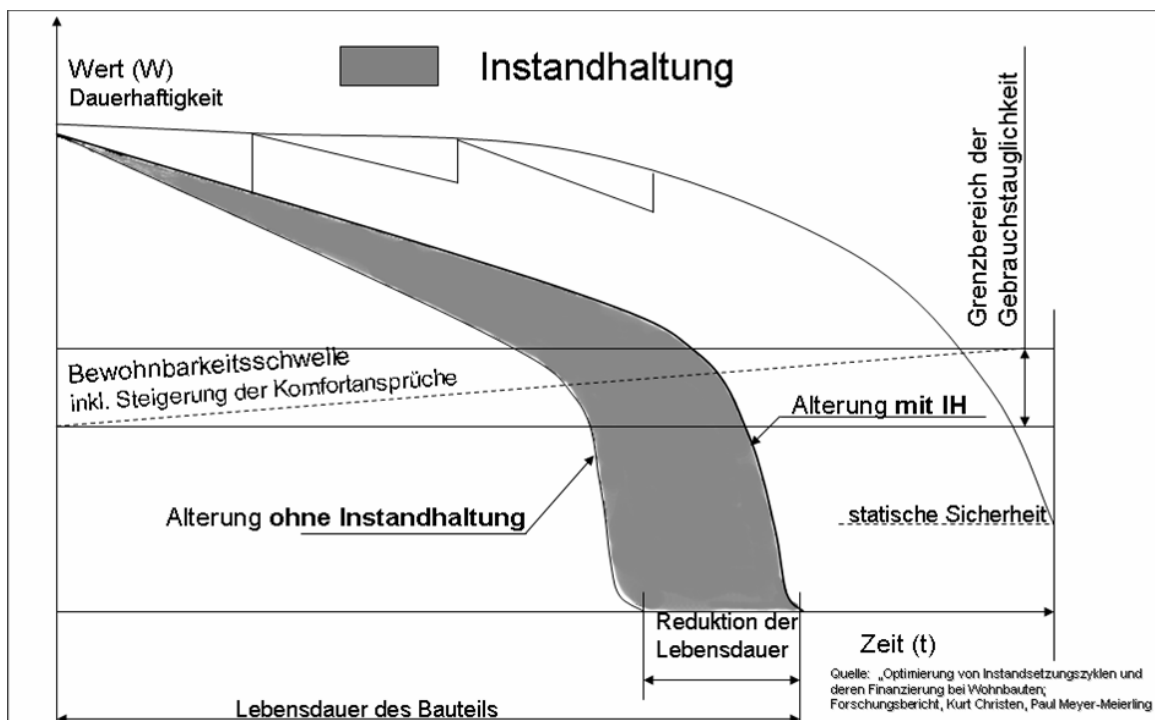 Wert (W)
Dauerhaftigkeit
Instandhaltung
Grenzbereich der
Gebrauchstauglichkeit
Bewohnbarkeitsschwelle
inkl. Steigerung der Komfortansprüche
Alterung mit IH
Alterung ohne Instandhaltung
statische Sicherheit
Reduktion der
Lebensdauer
Zeit (t)
Quelle: „Optimierung von Instandsetzungszyklen und
deren Finanzierung bei Wohnbauten;
Forschungsbericht, Kurt Christen, Paul Meyer-Meierling
Lebensdauer des Bauteils